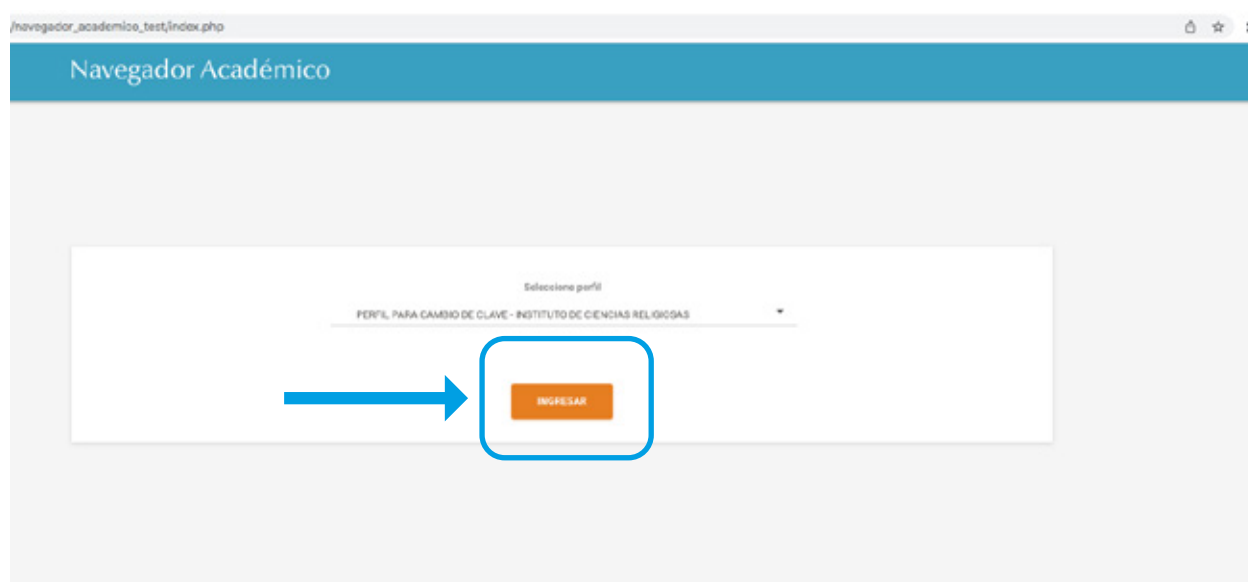 /navegador_academico_test/index.php
Navegador Académico
Seleccione perfil
PERFIL PARA CAMBIO DE CLAVE - INSTITUTO DE CIENCIAS RELIGIOSAS
INGRESAR